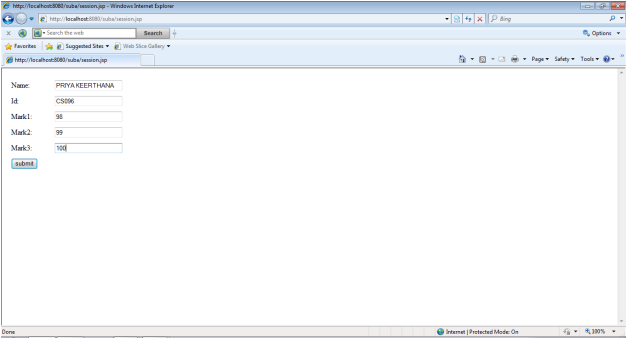 http://localhost:8080/suba/session.jsp - Windows Internet Explorer
http://localhost:8080/suba/session.jsp
Bing
Search the web
Search
Options
Favorites
Suggested Sites
Web Slice Gallery
http://localhost:8080/suba/session.jsp
Page
Safety
Tools
Name:
PRIYA KEERTHANA
Id:
CS096
Mark1:
98
Mark2:
99
Mark3:
100
submit
Done
Internet | Protected Mode: On
100%